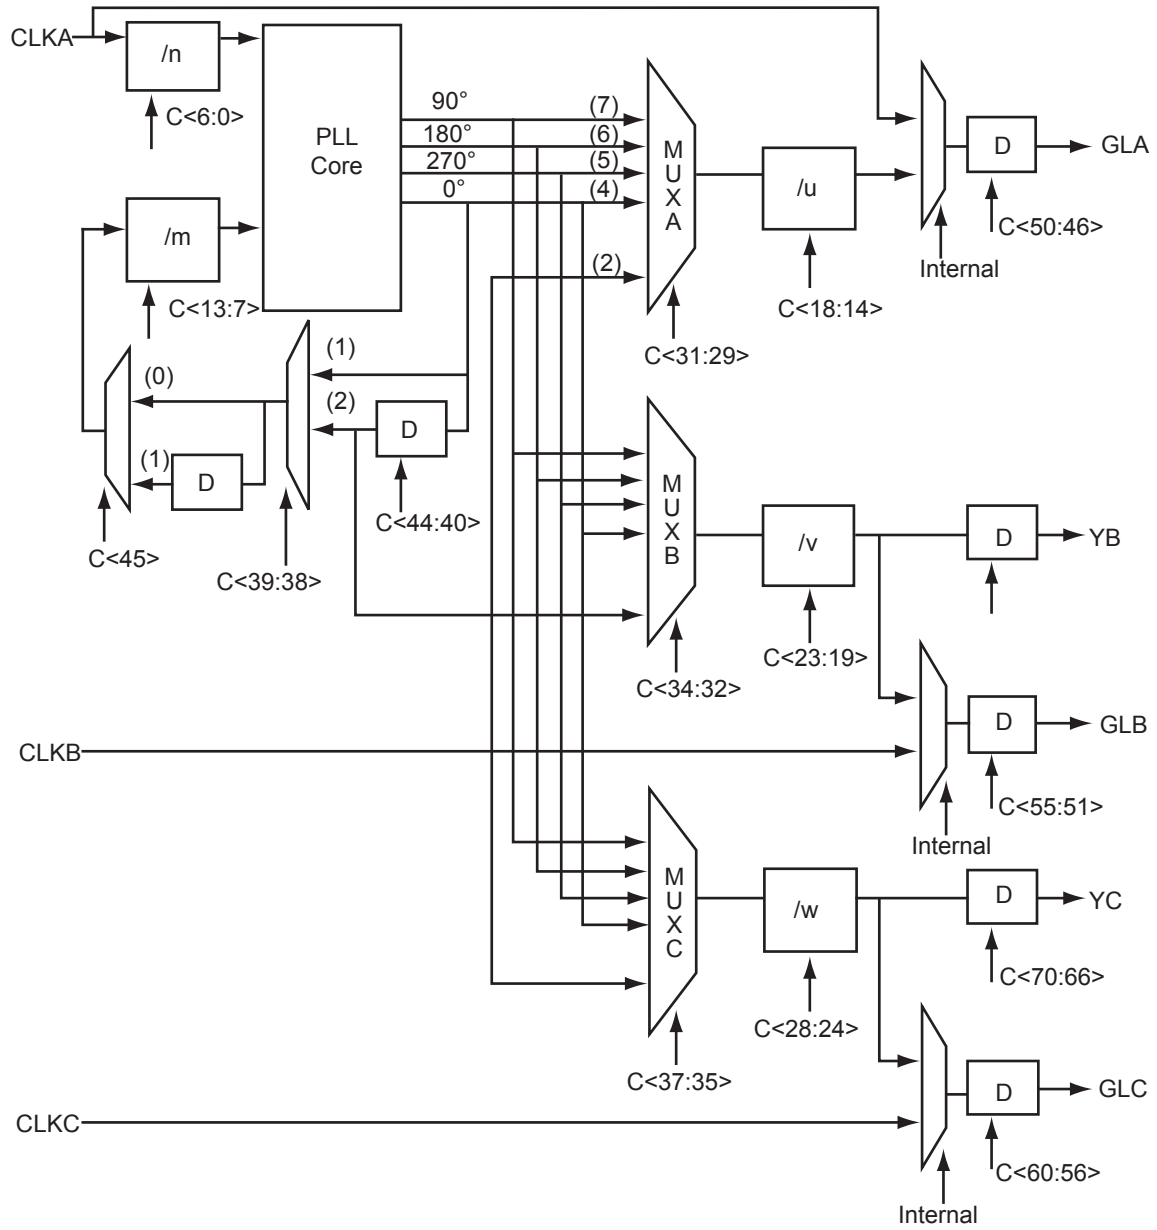 CLKA
/n
C<6:0>
PLL
Core
90°
180°
270°
0°
(7)
(6)
(5)
(4)
(2)
M
U
X
A
/u
C<18:14>
D
GLA
C<50:46>
Internal
/m
C<13:7>
C<31:29>
(0)
(1)
(1)
(2)
D
D
C<45>
C<39:38>
C<44:40>
M
U
X
B
/v
D
YB
C<23:19>
C<34:32>
CLKB
D
GLB
C<55:51>
Internal
M
U
X
C
/w
D
YC
C<70:66>
C<28:24>
C<37:35>
CLKC
D
GLC
C<60:56>
Internal